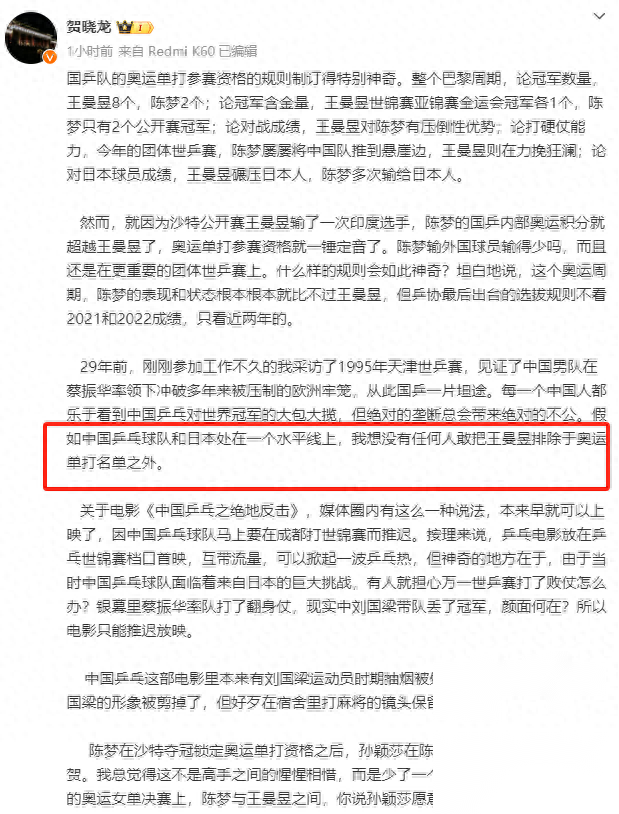 贺晓龙
1小时前 来自 Redmi K60 已编辑
国乒队的奥运单打参赛资格的规则制订得特别神奇。整个巴黎周期，论冠军数量，
王曼昱8个，陈梦2个；论冠军含金量，王曼昱世锦赛亚锦赛金运会冠军各1个，陈
梦只有2个公开赛冠军；论对战成绩，王曼昱对陈梦有压倒性优势；论打硬仗能
力，今年的团体世乒赛，陈梦屡屡将中国队推到悬崖边，王曼昱则在力挽狂澜；论
对日本球员成绩，王曼昱碾压日本人，陈梦多次输给日本人。
然而，就因为沙特公开赛王曼昱输了一次印度选手，陈梦的国乒内部奥运积分就
超越王曼昱了，奥运单打参赛资格就一锤定音了。陈梦输外国球员输得少吗，而且
还是在更重要的团体世乒赛上。什么样的规则会如此神奇？坦白地说，这个奥运周
期，陈梦的表现和状态根本根本就比不过王曼昱，但乒协最后出台的选拔规则不看
2021和2022成绩，只看近两年的。
29年前，刚刚参加工作不久的我采访了1995年天津世乒赛，见证了中国男队在
蔡振华率领下冲破多年来被压制的欧洲牢笼，从此国乒一片坦途。每一个中国人都
乐于看到中国乒乓对世界冠军的大包大揽，但绝对的垄断总会带来绝对的不公。假
如中国乒乓球队和日本处在一个水平线上，我想没有任何人敢把王曼昱排除于奥运
单打名单之外。
关于电影《中国乒乓之绝地反击》，媒体圈内有这么一种说法，本来早就可以上
映了，因中国乒乓球队马上要在成都打世锦赛而推迟。按理来说，乒乓电影放在乒
乓世锦赛档口首映，互带流量，可以掀起一波乒乓热，但神奇的地方在于，由于当
时中国乒乓球队面临着来自日本的巨大挑战，有人就担心万一世乒赛打了败仗怎么
办？银幕里蔡振华率队打了翻身仗，现实中刘国梁带队丢了冠军，颜面何在？所以
电影只能推迟放映。
中国乒乓这部电影里本来有刘国梁运动员时期抽烟被
国梁的形象被剪掉了，但好歹在宿舍里打麻将的镜头保留
陈梦在沙特夺冠锁定奥运单打资格之后，孙颖莎在陈
贺。我总觉得这不是高手之间的惺惺相惜，而是少了一个
的奥运女单决赛上，陈梦与王曼昱之间，你说孙颖莎愿意